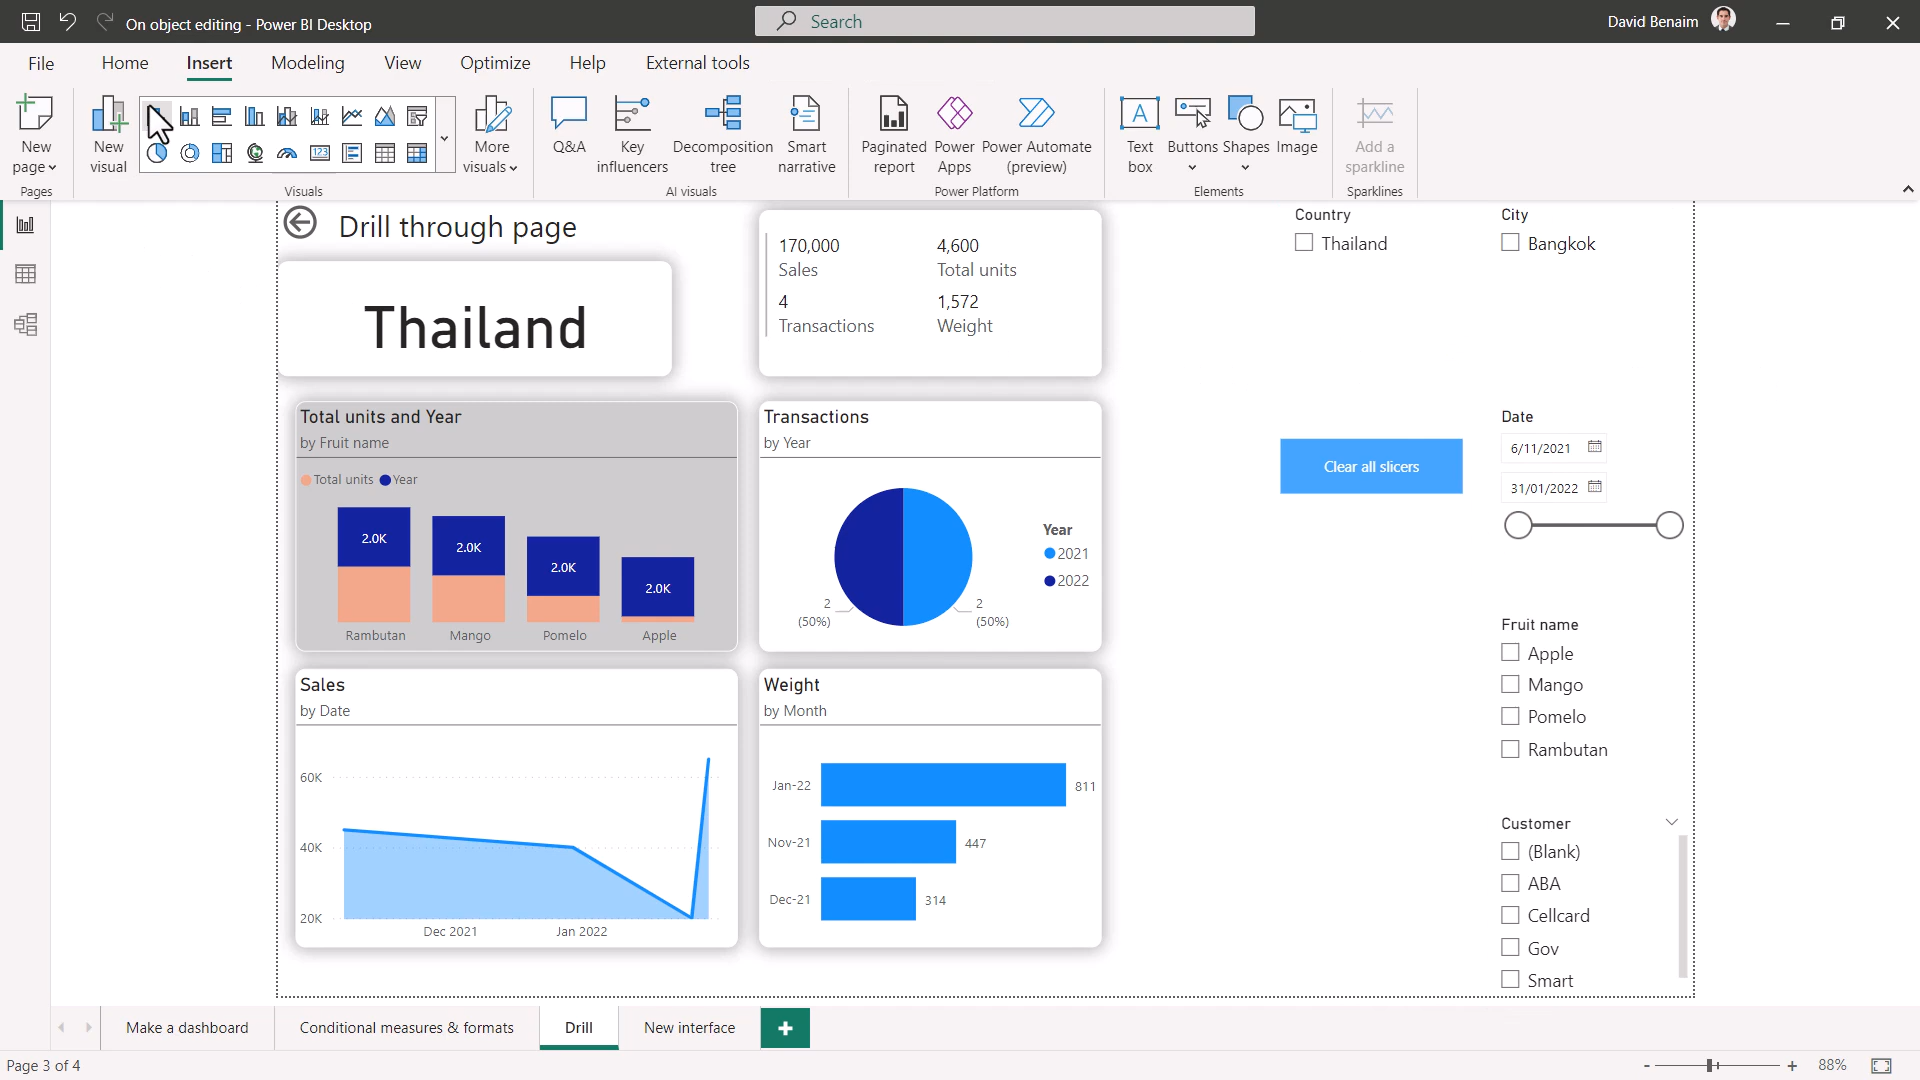 On object editing - Power BI Desktop
Search
David Benaim
File Home Insert Modeling View Optimize Help External tools
New page
New visual
More visuals
Q&A
Key influencers
Decomposition tree
Smart narrative
Paginated report
Power Apps
Power Automate (preview)
Text box
Buttons
Shapes
Image
Add a sparkline
Pages
Visuals
AI visuals
Power Platform
Elements
Sparklines
Drill through page
Thailand
170,000
Sales
4,600
Total units
4
Transactions
1,572
Weight
Country
Thailand
City
Bangkok
Total units and Year
by Fruit name
Total units Year
2.0K
2.0K
2.0K
2.0K
Rambutan Mango Pomelo Apple
Transactions
by Year
2
(50%)
2
(50%)
Year
2021
2022
Clear all slicers
Date
6/11/2021
31/01/2022
Fruit name
Apple
Mango
Pomelo
Rambutan
Sales
by Date
60K
40K
20K
Dec 2021 Jan 2022
Weight
by Month
Jan-22 811
Nov-21 447
Dec-21 314
Customer
(Blank)
ABA
Cellcard
Gov
Smart
Make a dashboard Conditional measures & formats Drill New interface
Page 3 of 4
88%